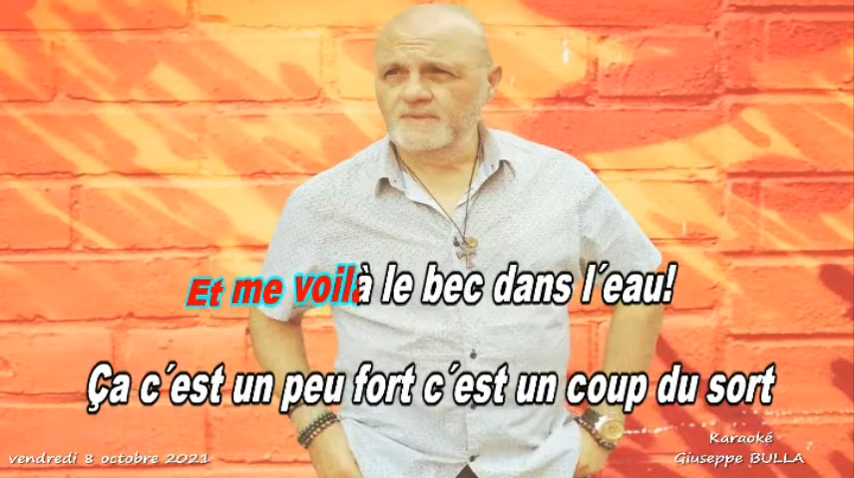 Et me voilà le bec dans l´eau!
Ça c´est un peu fort c´est un coup du sort
Karaoké
vendredi 8 octobre 2021
Giuseppe BULLA